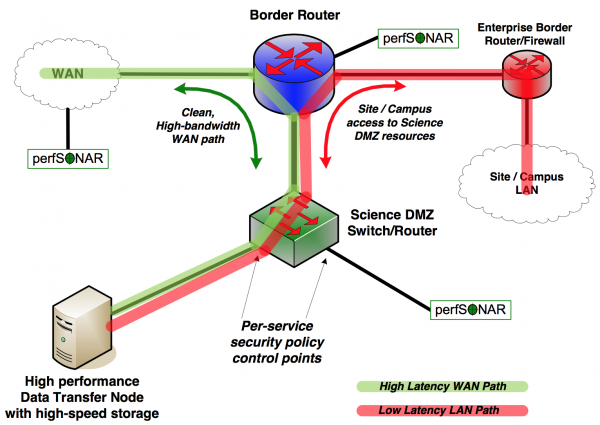 Border Router
perfSONAR
Enterprise Border
Router/Firewall
WAN
Clean,
High-bandwidth
WAN path
Site / Campus
access to Science
DMZ resources
perfSONAR
Site / Campus
LAN
Science DMZ
Switch/Router
perfSONAR
Per-service
security policy
control points
High performance
Data Transfer Node
with high-speed storage
High Latency WAN Path
Low Latency LAN Path